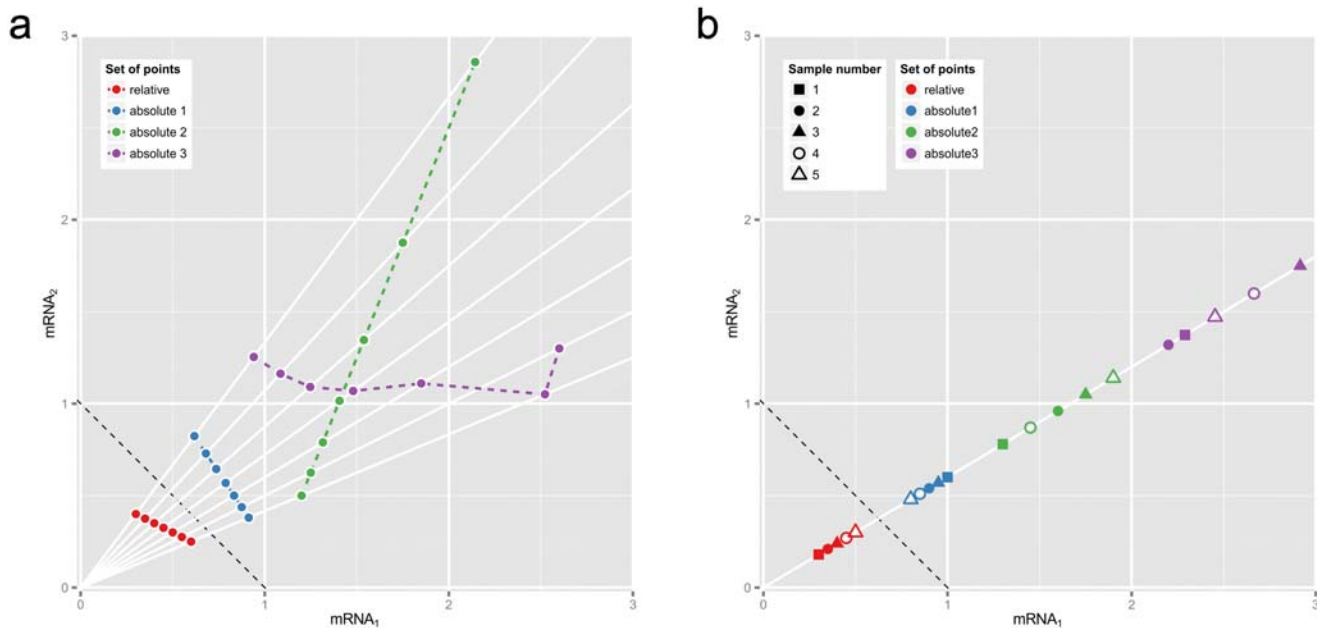 a
3
2
1
0
mRNA₂
Set of points
relative
absolute 1
absolute 2
absolute 3
0 1 2 3
mRNA₁
b
3
2
1
0
mRNA₂
Sample number
1
2
3
4
5
Set of points
relative
absolute1
absolute2
absolute3
0 1 2 3
mRNA₁